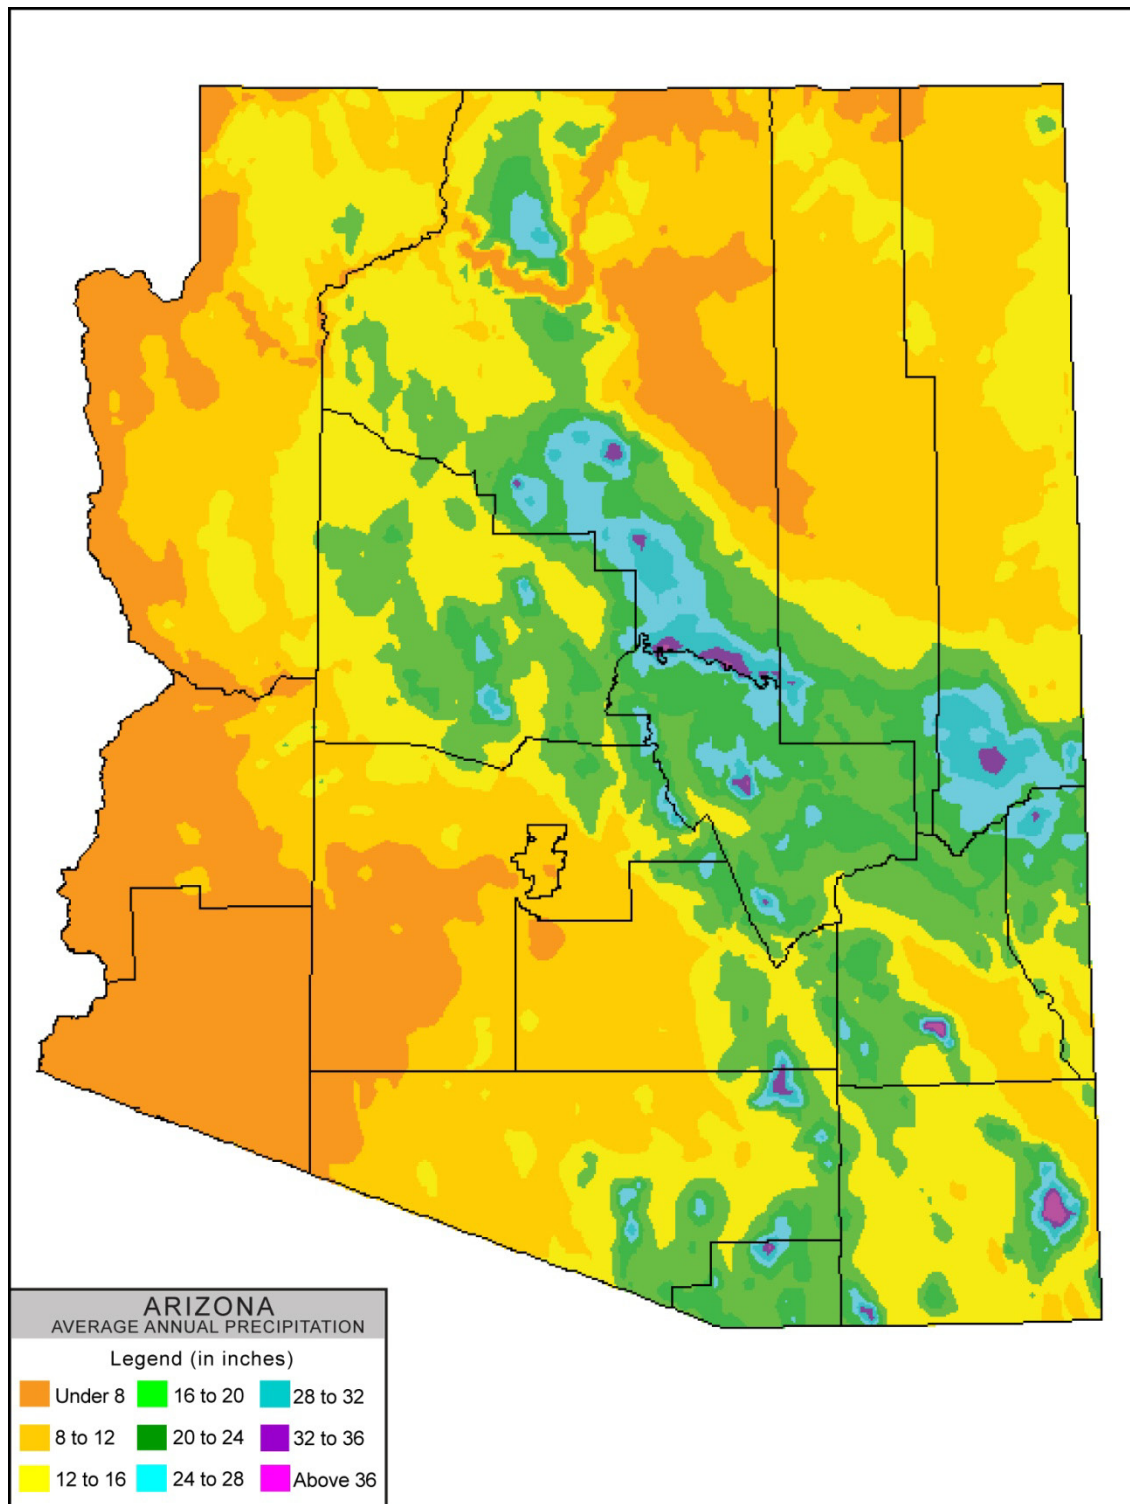 ARIZONA
AVERAGE ANNUAL PRECIPITATION
Legend (in inches)
Under 8 16 to 20 28 to 32
8 to 12 20 to 24 32 to 36
12 to 16 24 to 28 Above 36